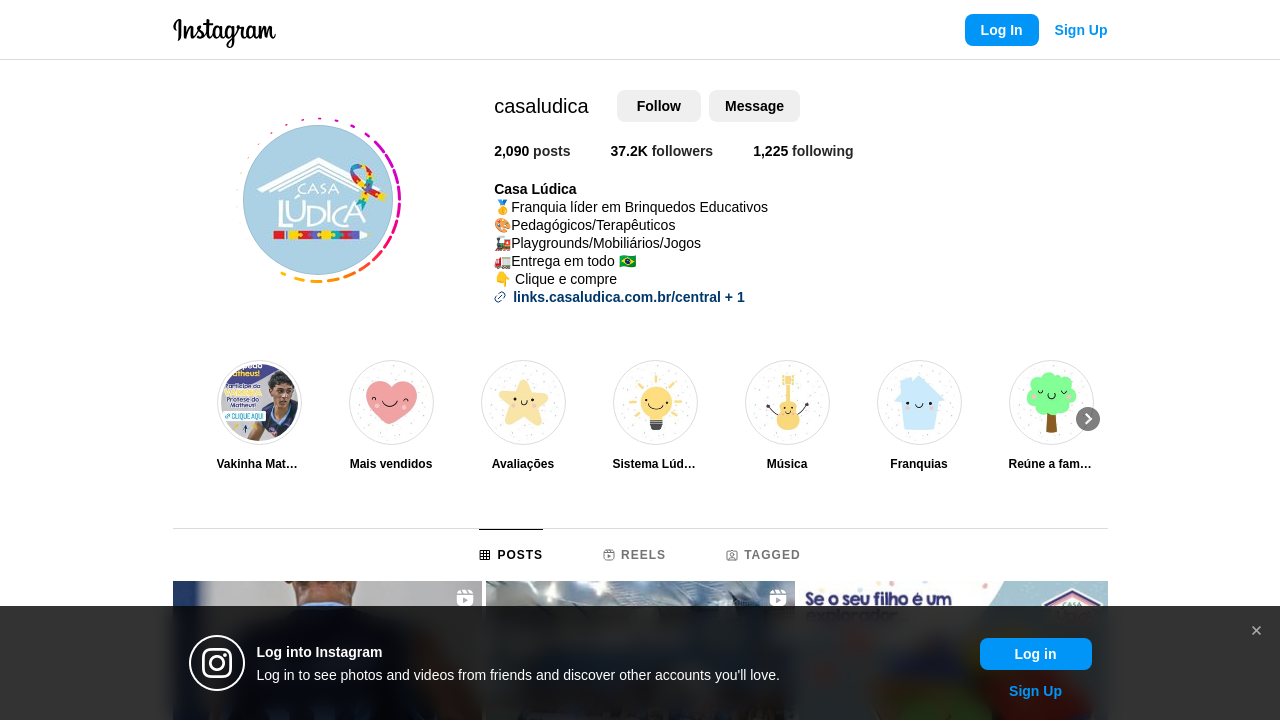 Instagram
Log In
Sign Up
casaludica
Follow
Message
2,090 posts
37.2K followers
1,225 following
CASA
LÚDICA
Casa Lúdica
🥇Franquia líder em Brinquedos Educativos
🎨Pedagógicos/Terapêuticos
🚂Playgrounds/Mobiliários/Jogos
🚛Entrega em todo 🇧🇷
👇 Clique e compre
links.casaludica.com.br/central + 1
CLIQUE AQUI
Vakinha Mat…
Mais vendidos
Avaliações
Sistema Lúd…
Música
Franquias
Reúne a fam…
POSTS
REELS
TAGGED
Se o seu filho é um
explorador...
Log into Instagram
Log in to see photos and videos from friends and discover other accounts you'll love.
Log in
Sign Up